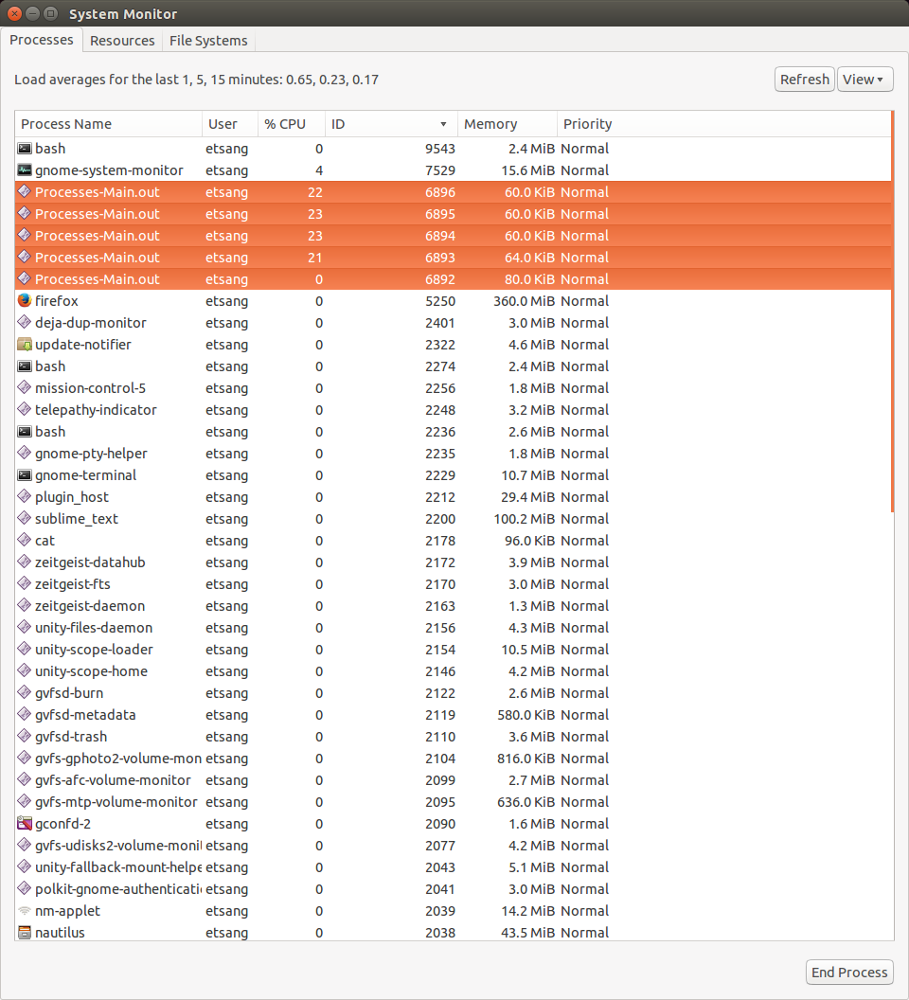 System Monitor
Processes Resources File Systems
Load averages for the last 1, 5, 15 minutes: 0.65, 0.23, 0.17 Refresh View
Process Name User % CPU ID Memory Priority
bash etsang 0 9543 2.4 MiB Normal
gnome-system-monitor etsang 4 7529 15.6 MiB Normal
Processes-Main.out etsang 22 6896 60.0 KiB Normal
Processes-Main.out etsang 23 6895 60.0 KiB Normal
Processes-Main.out etsang 23 6894 60.0 KiB Normal
Processes-Main.out etsang 21 6893 64.0 KiB Normal
Processes-Main.out etsang 0 6892 80.0 KiB Normal
firefox etsang 0 5250 360.0 MiB Normal
deja-dup-monitor etsang 0 2401 3.0 MiB Normal
update-notifier etsang 0 2322 4.6 MiB Normal
bash etsang 0 2274 2.4 MiB Normal
mission-control-5 etsang 0 2256 1.8 MiB Normal
telepathy-indicator etsang 0 2248 3.2 MiB Normal
bash etsang 0 2236 2.6 MiB Normal
gnome-pty-helper etsang 0 2235 1.8 MiB Normal
gnome-terminal etsang 0 2229 10.7 MiB Normal
plugin_host etsang 0 2212 29.4 MiB Normal
sublime_text etsang 0 2200 100.2 MiB Normal
cat etsang 0 2178 96.0 KiB Normal
zeitgeist-datahub etsang 0 2172 3.9 MiB Normal
zeitgeist-fts etsang 0 2170 3.0 MiB Normal
zeitgeist-daemon etsang 0 2163 1.3 MiB Normal
unity-files-daemon etsang 0 2156 4.3 MiB Normal
unity-scope-loader etsang 0 2154 10.5 MiB Normal
unity-scope-home etsang 0 2146 4.2 MiB Normal
gvfsd-burn etsang 0 2122 2.6 MiB Normal
gvfsd-metadata etsang 0 2119 580.0 KiB Normal
gvfsd-trash etsang 0 2110 3.6 MiB Normal
gvfs-gphoto2-volume-mon etsang 0 2104 816.0 KiB Normal
gvfs-afc-volume-monitor etsang 0 2099 2.7 MiB Normal
gvfs-mtp-volume-monitor etsang 0 2095 636.0 KiB Normal
gconfd-2 etsang 0 2090 1.6 MiB Normal
gvfs-udisks2-volume-monit etsang 0 2077 4.2 MiB Normal
unity-fallback-mount-helpe etsang 0 2043 5.1 MiB Normal
polkit-gnome-authenticati etsang 0 2041 3.0 MiB Normal
nm-applet etsang 0 2039 14.2 MiB Normal
nautilus etsang 0 2038 43.5 MiB Normal
End Process